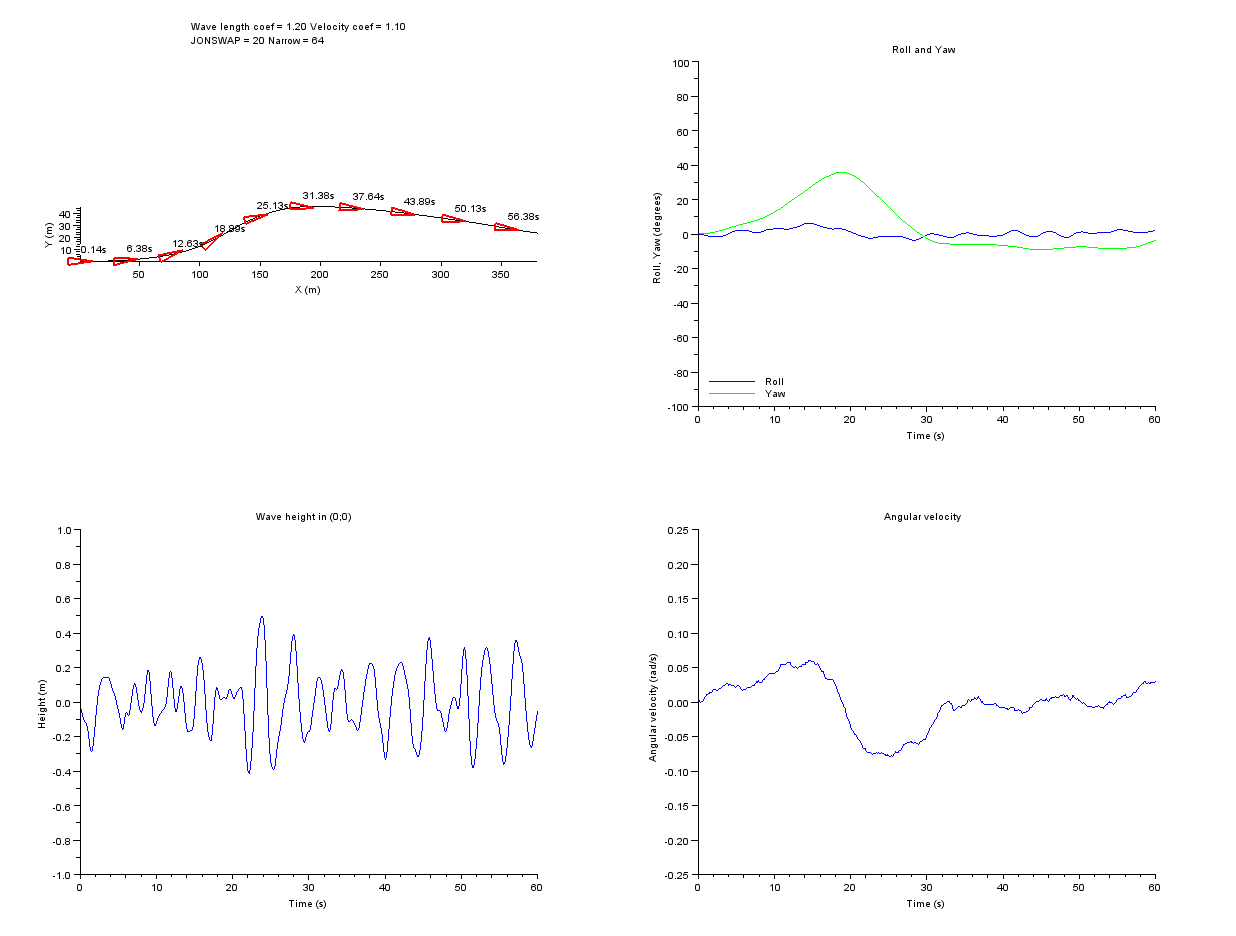 Wave length coef = 1.20 Velocity coef = 1.10
JONSWAP = 20 Narrow = 64
Y (m)
40
30
20
10
0.14s
6.38s
12.63s
18.89s
25.13s
31.38s
37.64s
43.89s
50.13s
56.38s
50
100
150
200
250
300
350
X (m)
Roll and Yaw
Roll, Yaw (degrees)
100
80
60
40
20
0
-20
-40
-60
-80
-100
Roll
Yaw
0
10
20
30
40
50
60
Time (s)
Wave height in (0;0)
Height (m)
1.0
0.8
0.6
0.4
0.2
0.0
-0.2
-0.4
-0.6
-0.8
-1.0
0
10
20
30
40
50
60
Time (s)
Angular velocity
Angular velocity (rad/s)
0.25
0.20
0.15
0.10
0.05
0.00
-0.05
-0.10
-0.15
-0.20
-0.25
0
10
20
30
40
50
60
Time (s)